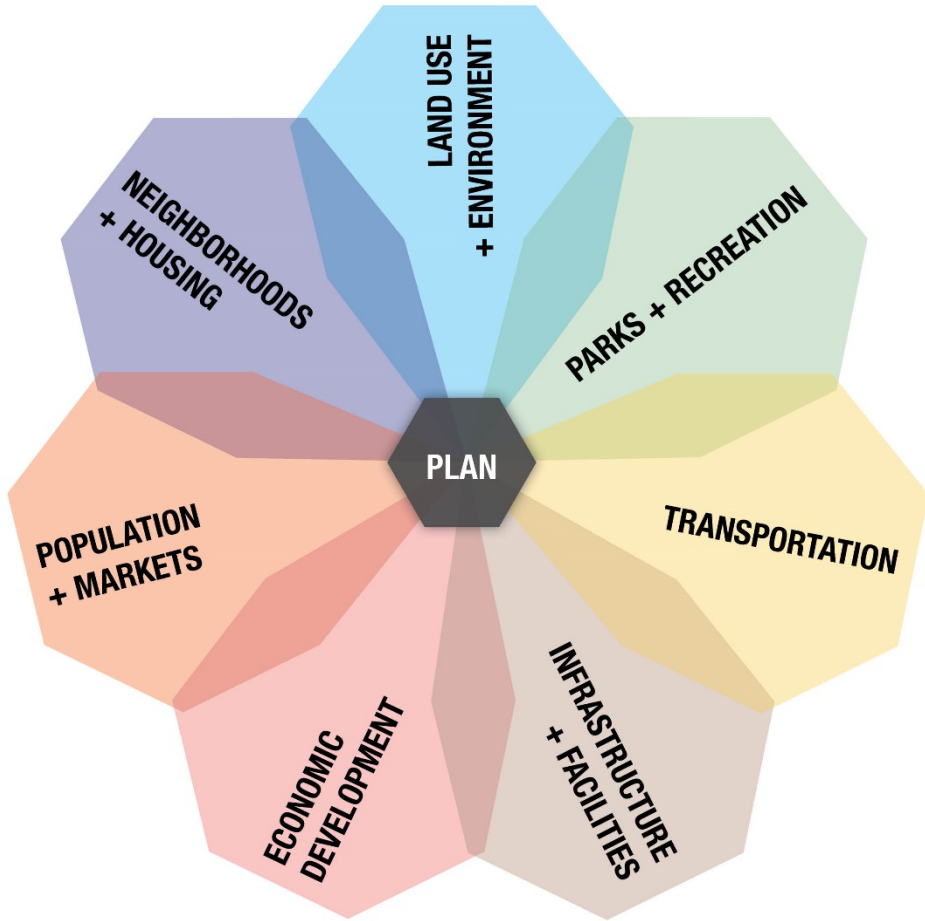 LAND USE
+ ENVIRONMENT
PARKS + RECREATION
TRANSPORTATION
INFRASTRUCTURE
+ FACILITIES
ECONOMIC
DEVELOPMENT
POPULATION
+ MARKETS
NEIGHBORHOODS
+ HOUSING
PLAN